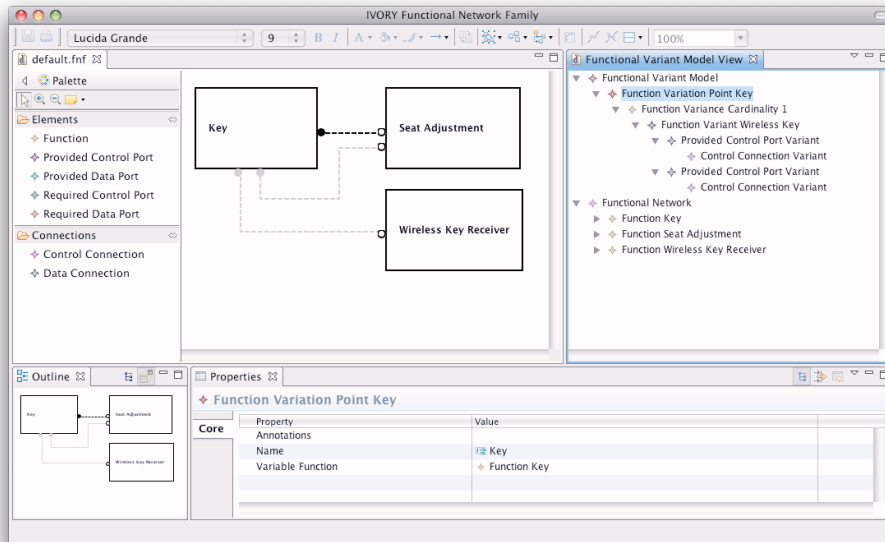 IVORY Functional Network Family
Lucida Grande
9
B I A
100%
default.fnf
Palette
Elements
Function
Provided Control Port
Provided Data Port
Required Control Port
Required Data Port
Connections
Control Connection
Data Connection
Key
Seat Adjustment
Wireless Key Receiver
Functional Variant Model View
Functional Variant Model
Function Variation Point Key
Function Variance Cardinality 1
Function Variant Wireless Key
Provided Control Port Variant
Control Connection Variant
Provided Control Port Variant
Control Connection Variant
Functional Network
Function Key
Function Seat Adjustment
Function Wireless Key Receiver
Outline
Key
Seat Adjustment
Wireless Key Receiver
Properties
Function Variation Point Key
Core
Property Value
Annotations
Name Key
Variable Function Function Key